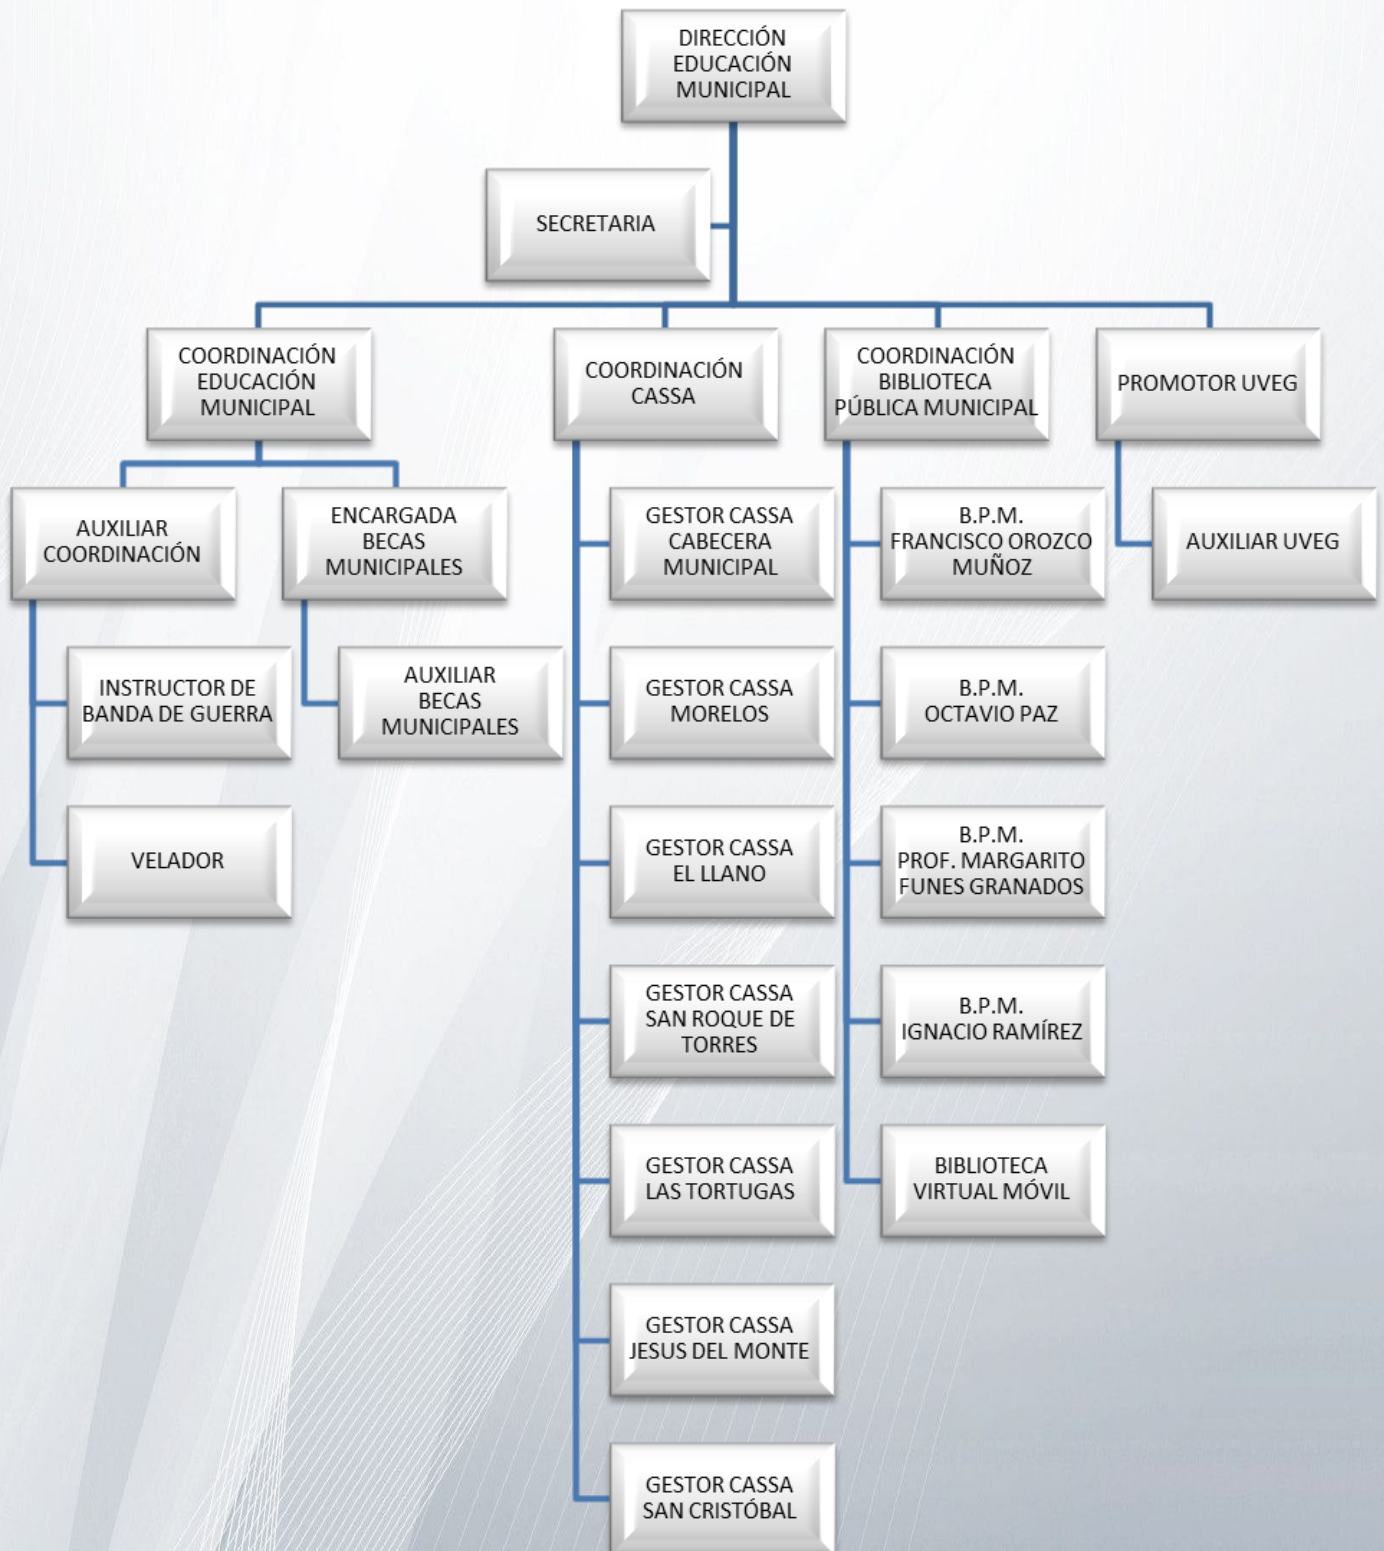 DIRECCIÓN
EDUCACIÓN
MUNICIPAL
SECRETARIA
COORDINACIÓN
EDUCACIÓN
MUNICIPAL
COORDINACIÓN
CASSA
COORDINACIÓN
BIBLIOTECA
PÚBLICA MUNICIPAL
PROMOTOR UVEG
AUXILIAR
COORDINACIÓN
ENCARGADA
BECAS
MUNICIPALES
GESTOR CASSA
CABECERA
MUNICIPAL
B.P.M.
FRANCISCO OROZCO
MUÑOZ
AUXILIAR UVEG
INSTRUCTOR DE
BANDA DE GUERRA
AUXILIAR
BECAS
MUNICIPALES
GESTOR CASSA
MORELOS
B.P.M.
OCTAVIO PAZ
VELADOR
GESTOR CASSA
EL LLANO
B.P.M.
PROF. MARGARITO
FUNES GRANADOS
GESTOR CASSA
SAN ROQUE DE
TORRES
B.P.M.
IGNACIO RAMÍREZ
GESTOR CASSA
LAS TORTUGAS
BIBLIOTECA
VIRTUAL MÓVIL
GESTOR CASSA
JESUS DEL MONTE
GESTOR CASSA
SAN CRISTÓBAL